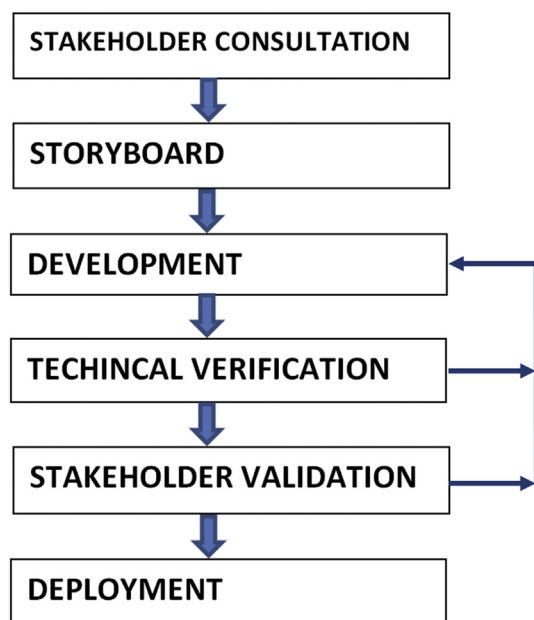 STAKEHOLDER CONSULTATION
STORYBOARD
DEVELOPMENT
TECHINCAL VERIFICATION
STAKEHOLDER VALIDATION
DEPLOYMENT